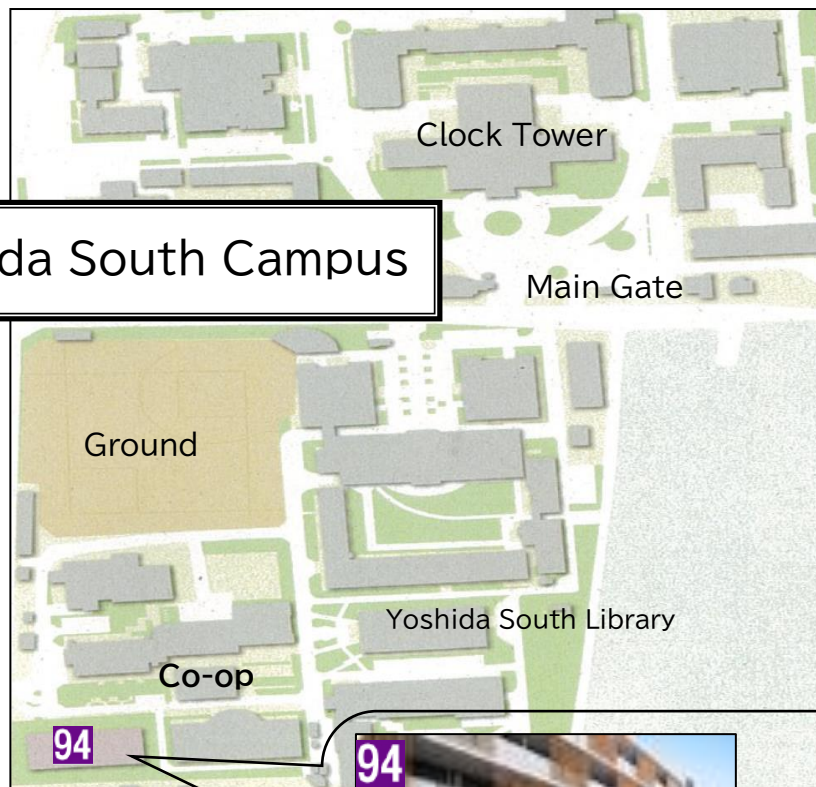 Clock Tower
da South Campus
Main Gate
Ground
Yoshida South Library
Co-op
94
94